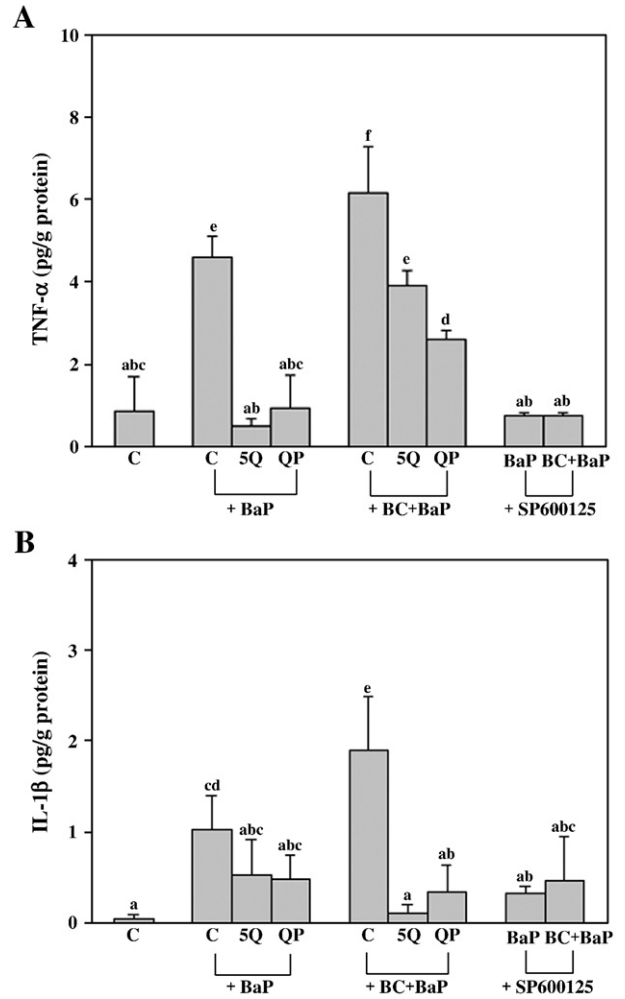 A
10
8
6
4
2
0
TNF-α (pg/g protein)
abc
e
ab
abc
f
e
d
ab
ab
C
C
5Q
QP
C
5Q
QP
BaP
BC+BaP
+ BaP
+ BC+BaP
+ SP600125
B
4
3
2
1
0
IL-1β (pg/g protein)
a
cd
abc
abc
e
a
ab
ab
abc
C
C
5Q
QP
C
5Q
QP
BaP
BC+BaP
+ BaP
+ BC+BaP
+ SP600125